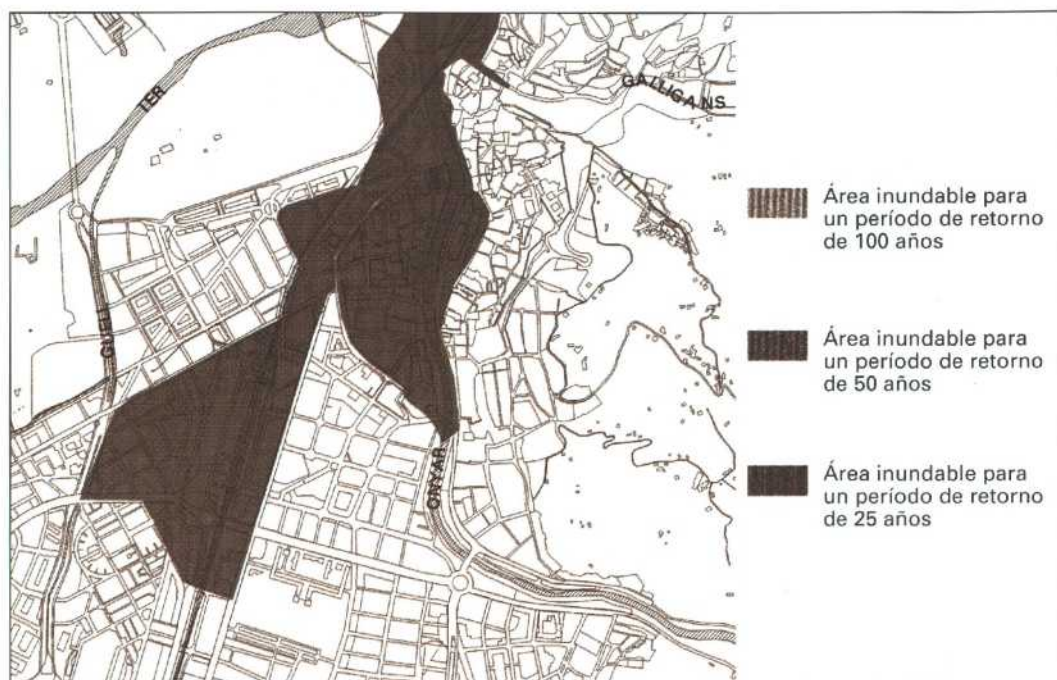 TER
GALLIGANS
GÜELL
ONYAR
Área inundable para
un período de retorno
de 100 años
Área inundable para
un período de retorno
de 50 años
Área inundable para
un período de retorno
de 25 años